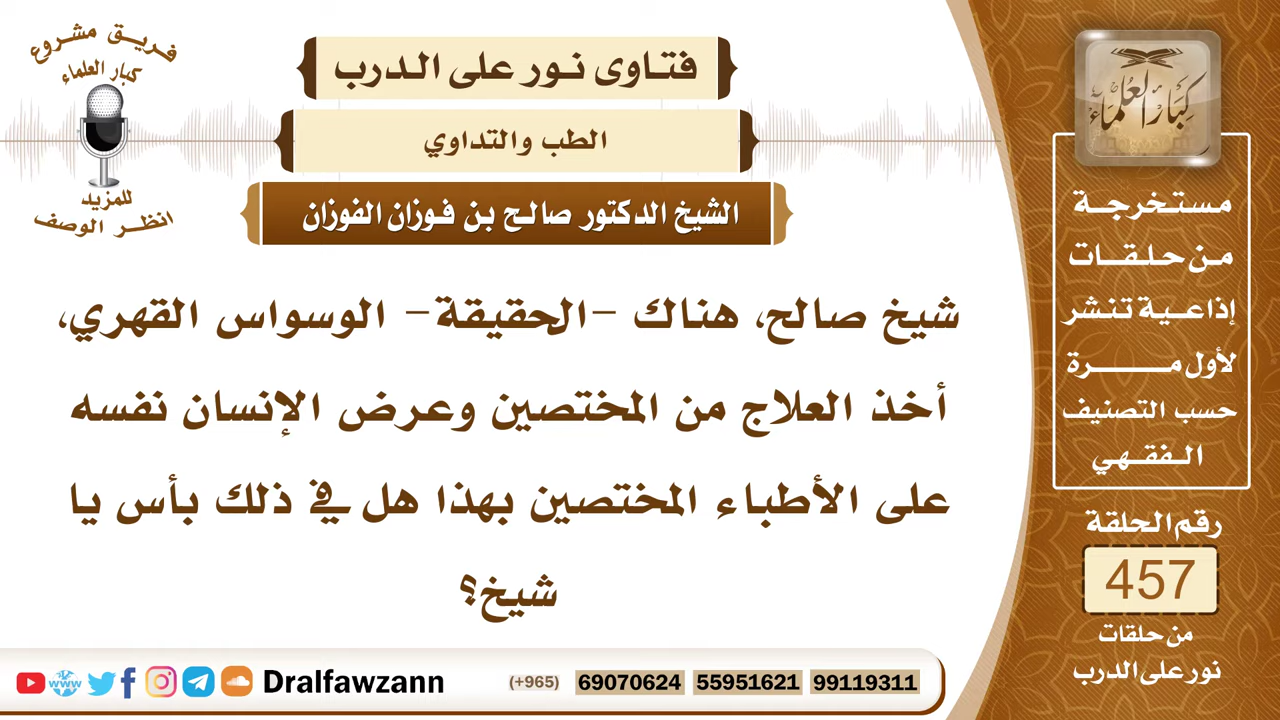 فريق مشروع
كبار العلماء
للمزيد
انظر الوصف
فتاوى نور على الدرب
الطب والتداوي
الشيخ الدكتور صالح بن فوزان الفوزان
شيخ صالح، هناك -الحقيقة- الوسواس القهري،
أخذ العلاج من المختصين وعرض الإنسان نفسه
على الأطباء المختصين بهذا هل في ذلك بأس يا
شيخ؟
كبار العلماء
مستخرجة
من حلقات
إذاعية تنشر
لأول مرة
حسب التصنيف
الفقهي
رقم الحلقة
457
من حلقات
نور على الدرب
www
Dralfawzann (+965) 69070624 55951621 99119311